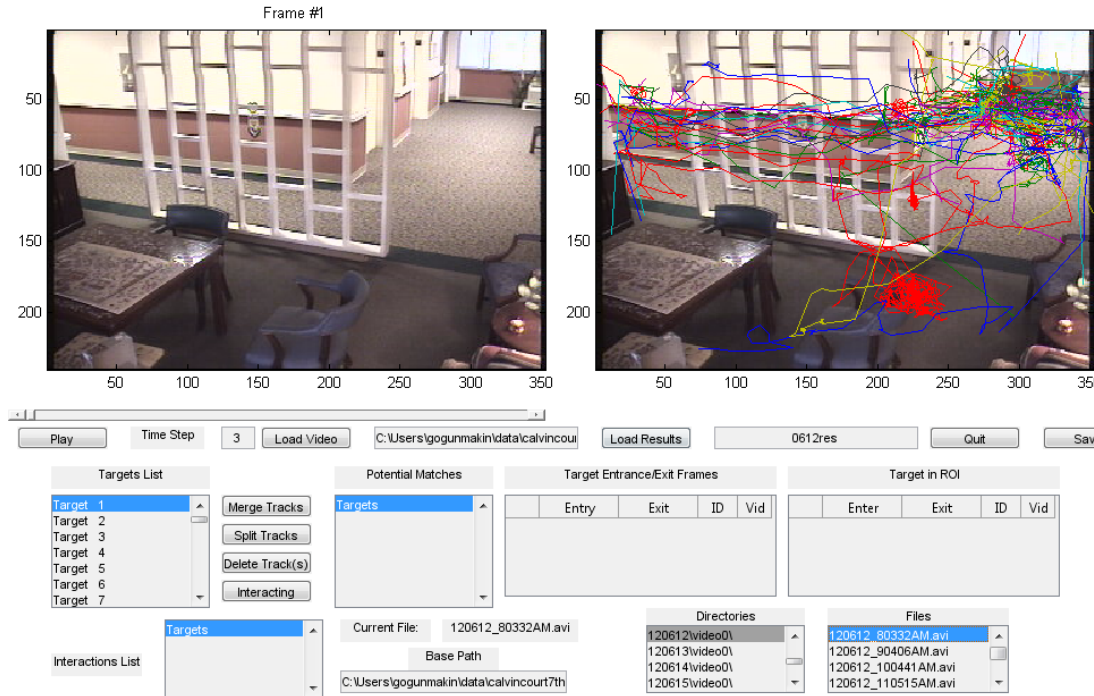 Frame #1
50
100
150
200
50
100
150
200
250
300
350
50
100
150
200
50
100
150
200
250
300
35
Play
Time Step
3
Load Video
C:\Users\gogunmakin\data\calvincour
Load Results
0612res
Quit
Sav
Targets List
Target 1
Target 2
Target 3
Target 4
Target 5
Target 6
Target 7
Merge Tracks
Split Tracks
Delete Track(s)
Interacting
Potential Matches
Targets
Target Entrance/Exit Frames
Entry Exit ID Vid
Target in ROI
Enter Exit ID Vid
Interactions List
Targets
Current File: 120612_80332AM.avi
Base Path
C:\Users\gogunmakin\data\calvincourt7th
Directories
120612\video0\
120613\video0\
120614\video0\
120615\video0\
Files
120612_80332AM.avi
120612_90406AM.avi
120612_100441AM.avi
120612_110515AM.avi